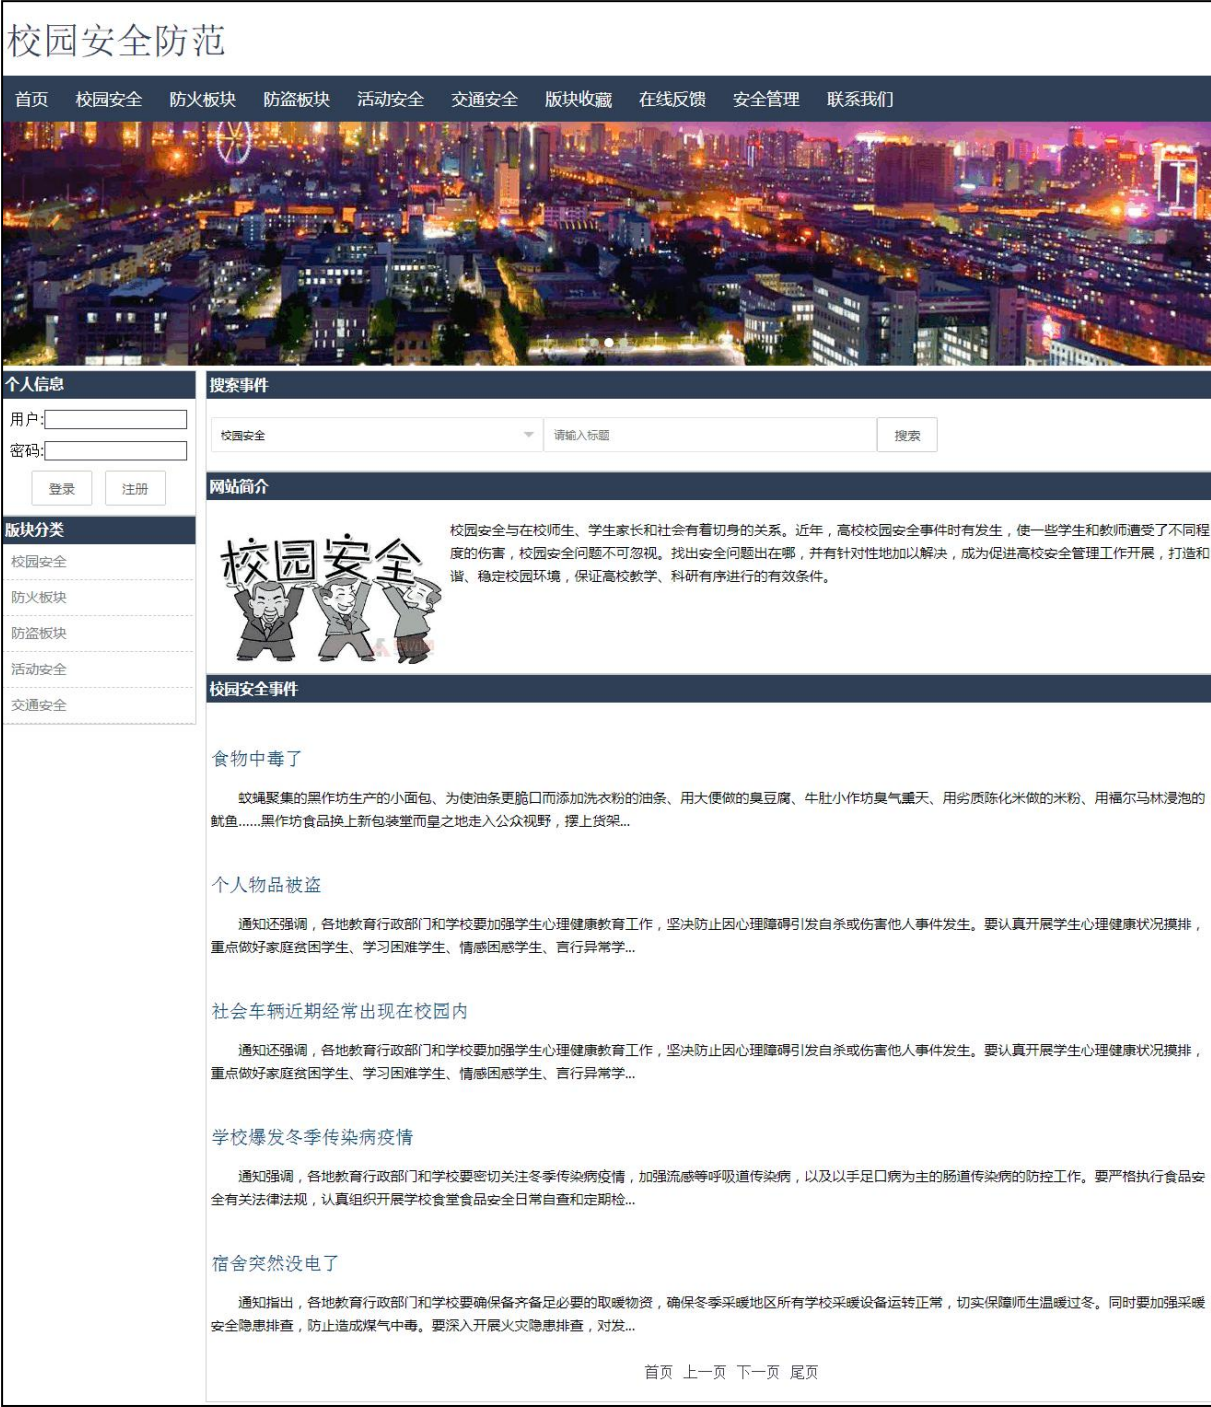 校园安全防范
首页 校园安全 防火板块 防盗板块 活动安全 交通安全 版块收藏 在线反馈 安全管理 联系我们
个人信息
用户:
密码:
登录 注册
版块分类
校园安全
防火板块
防盗板块
活动安全
交通安全
搜索事件
校园安全 请输入标题 搜索
网站简介
校园安全
校园安全与在校师生、学生家长和社会有着切身的关系。近年，高校校园安全事件时有发生，使一些学生和教师遭受了不同程
度的伤害，校园安全问题不可忽视。找出安全问题出在哪，并有针对性地加以解决，成为促进高校安全管理工作开展，打造和
谐、稳定校园环境，保证高校教学、科研有序进行的有效条件。
校园安全事件
食物中毒了
蚊蝇聚集的黑作坊生产的小面包、为使油条更脆口而添加洗衣粉的油条、用大便做的臭豆腐、牛肚小作坊臭气熏天、用劣质陈化米做的米粉、用福尔马林浸泡的
鱿鱼......黑作坊食品换上新包装堂而皇之地走入公众视野，摆上货架...
个人物品被盗
通知还强调，各地教育行政部门和学校要加强学生心理健康教育工作，坚决防止因心理障碍引发自杀或伤害他人事件发生。要认真开展学生心理健康状况摸排，
重点做好家庭贫困学生、学习困难学生、情感困惑学生、言行异常学...
社会车辆近期经常出现在校园内
通知还强调，各地教育行政部门和学校要加强学生心理健康教育工作，坚决防止因心理障碍引发自杀或伤害他人事件发生。要认真开展学生心理健康状况摸排，
重点做好家庭贫困学生、学习困难学生、情感困惑学生、言行异常学...
学校爆发冬季传染病疫情
通知强调，各地教育行政部门和学校要密切关注冬季传染病疫情，加强流感等呼吸道传染病，以及以手足口病为主的肠道传染病的防控工作。要严格执行食品安
全有关法律法规，认真组织开展学校食堂食品安全日常自查和定期检...
宿舍突然没电了
通知指出，各地教育行政部门和学校要确保备齐备足必要的取暖物资，确保冬季采暖地区所有学校采暖设备运转正常，切实保障师生温暖过冬。同时要加强采暖
安全隐患排查，防止造成煤气中毒。要深入开展火灾隐患排查，对发...
首页 上一页 下一页 尾页